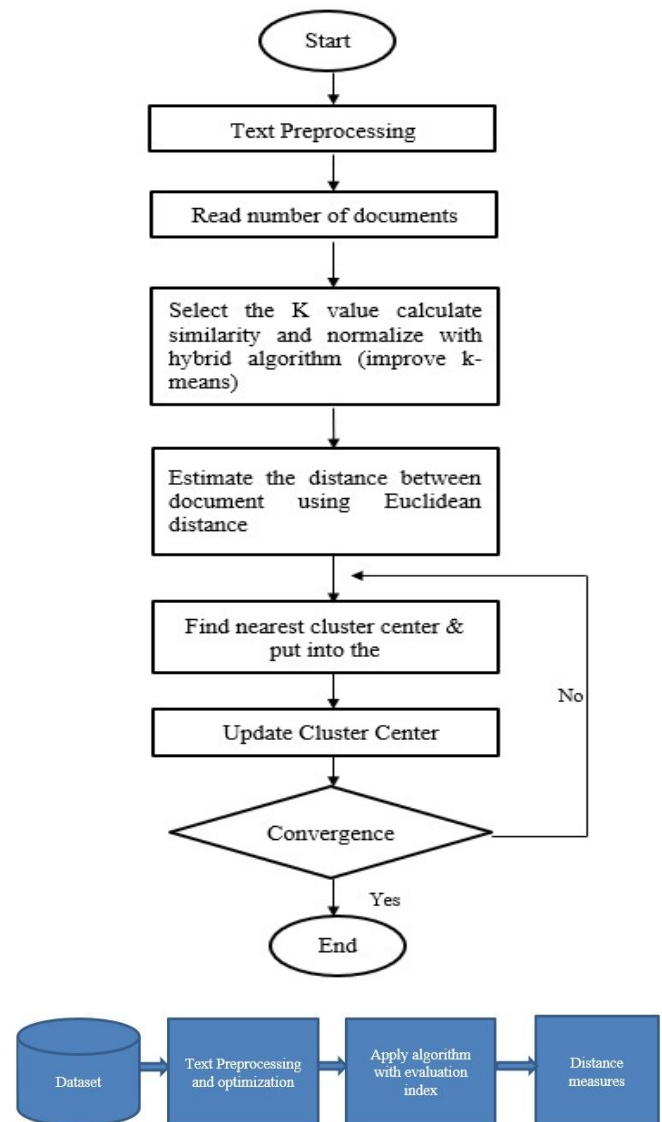 Start
Text Preprocessing
Read number of documents
Select the K value calculate
similarity and normalize with
hybrid algorithm (improve k-
means)
Estimate the distance between
document using Euclidean
distance
Find nearest cluster center &
put into the
No
Update Cluster Center
Convergence
Yes
End
Dataset
Text Preprocessing
and optimization
Apply algorithm
with evaluation
index
Distance
measures